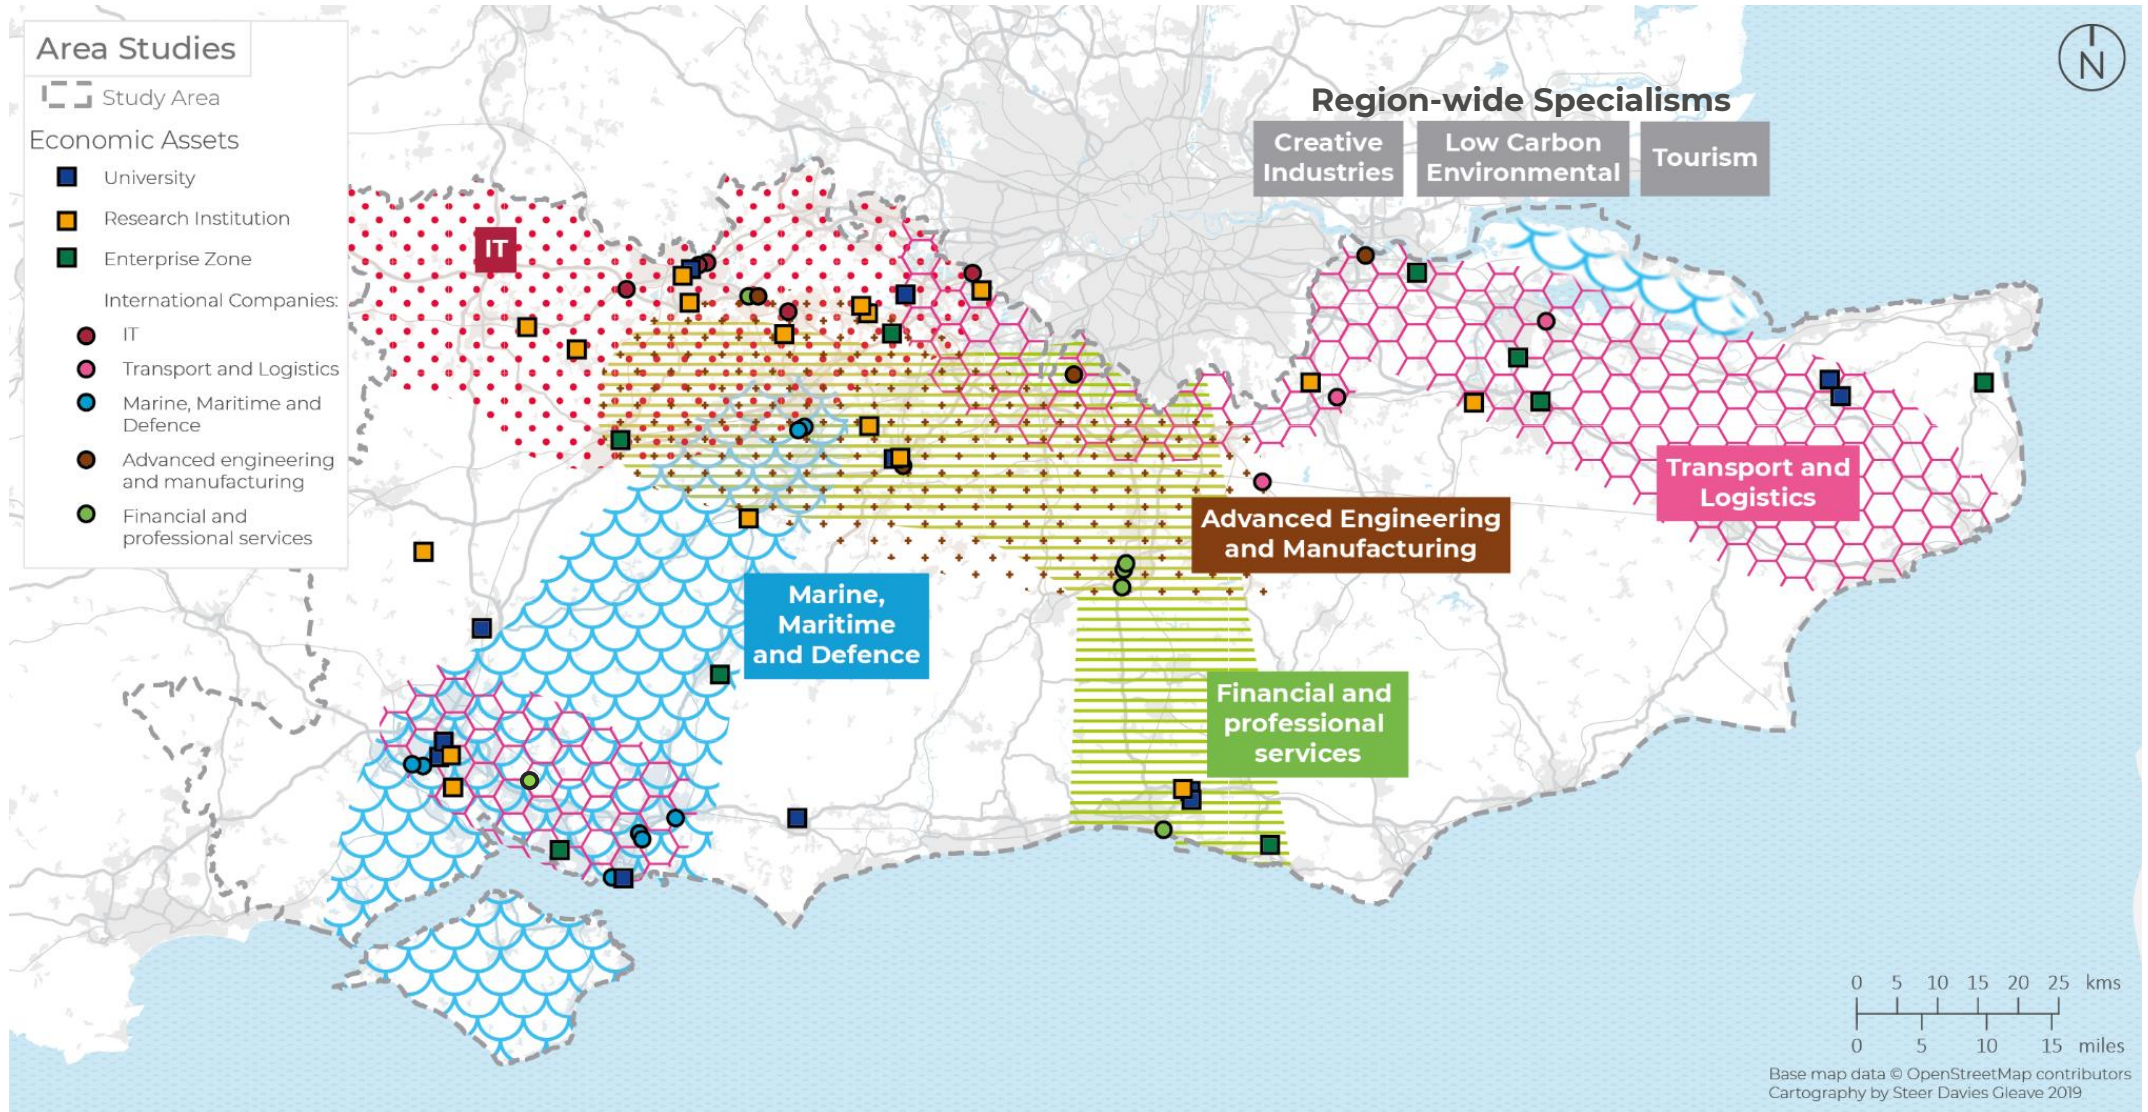 Area Studies
Study Area
Economic Assets
University
Research Institution
Enterprise Zone
International Companies:
IT
Transport and Logistics
Marine, Maritime and
Defence
Advanced engineering
and manufacturing
Financial and
professional services
Region-wide Specialisms
Creative
Industries
Low Carbon
Environmental
Tourism
N
IT
Transport and
Logistics
Advanced Engineering
and Manufacturing
Marine,
Maritime
and Defence
Financial and
professional
services
0 5 10 15 20 25 kms
0 5 10 15 miles
Base map data © OpenStreetMap contributors
Cartography by Steer Davies Gleave 2019